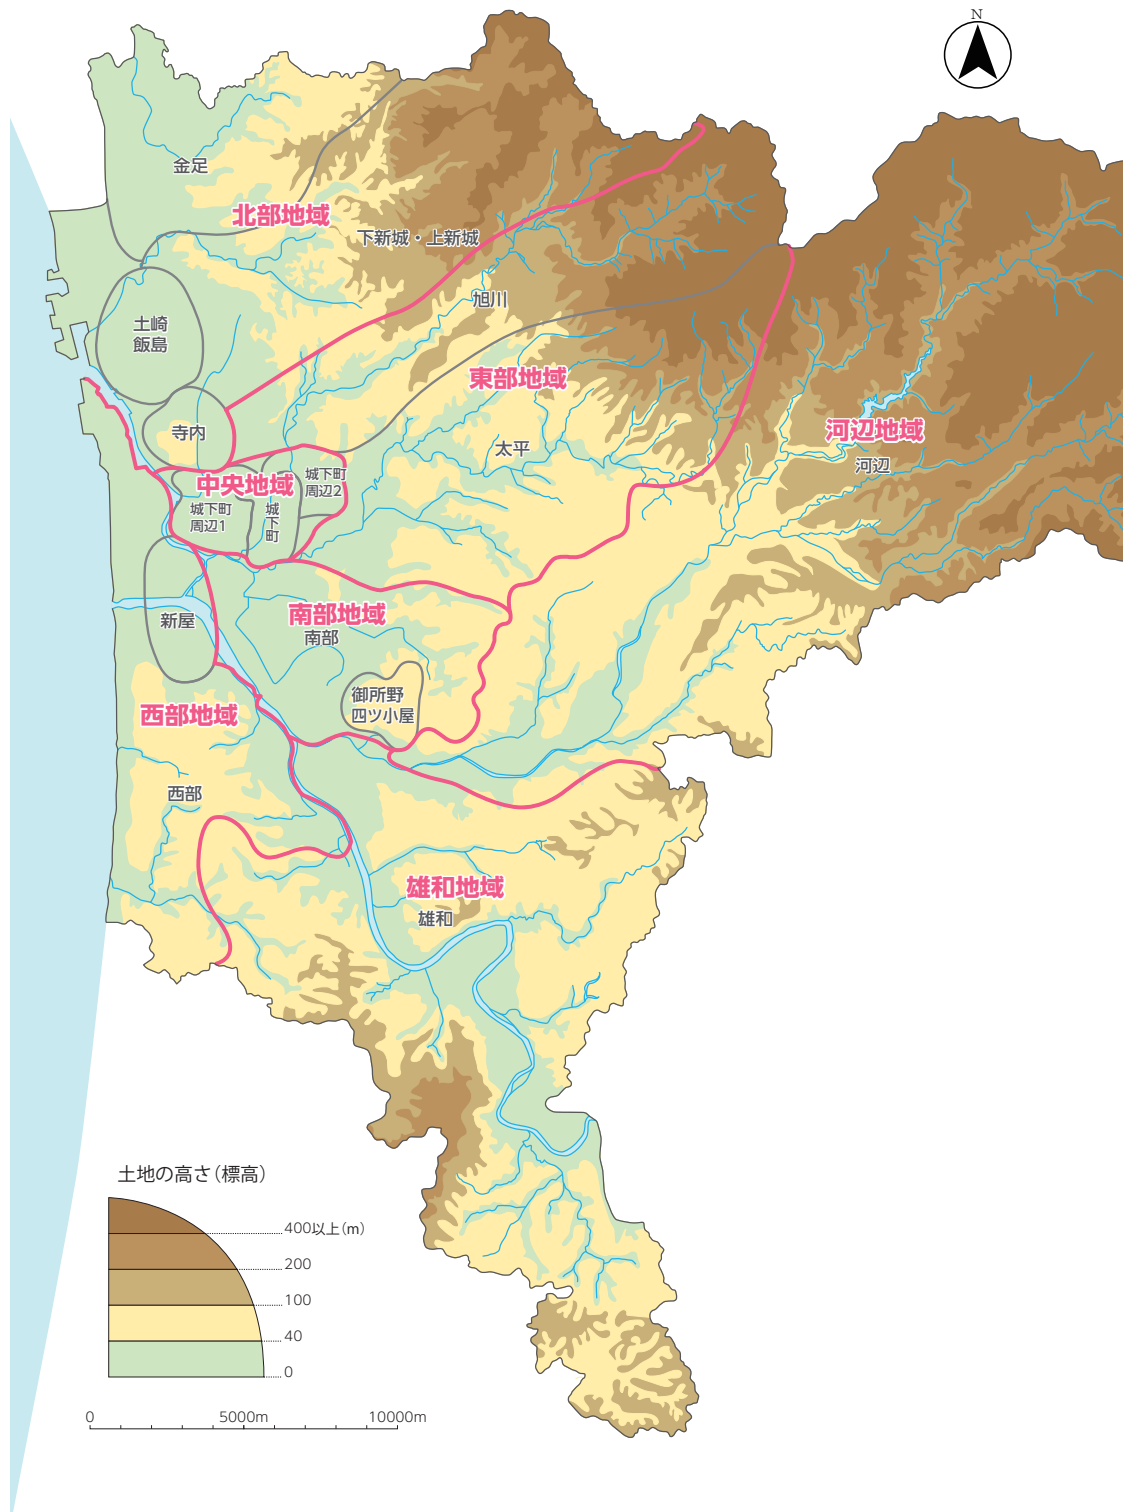 N
金足
北部地域
下新城・上新城
旭川
土崎
飯島
東部地域
寺内
太平
河辺地域
河辺
中央地域
城下町
周辺2
城下町
周辺1
城下町
南部地域
南部
新屋
御所野
四ツ小屋
西部地域
西部
雄和地域
雄和
土地の高さ（標高）
400以上（m）
200
100
40
0
0 5000m 10000m